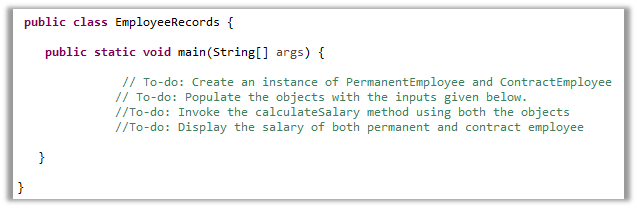 public class EmployeeRecords {
public static void main(String[] args) {
// To-do: Create an instance of PermanentEmployee and ContractEmployee
// To-do: Populate the objects with the inputs given below.
//To-do: Invoke the calculateSalary method using both the objects
//To-do: Display the salary of both permanent and contract employee
}
}